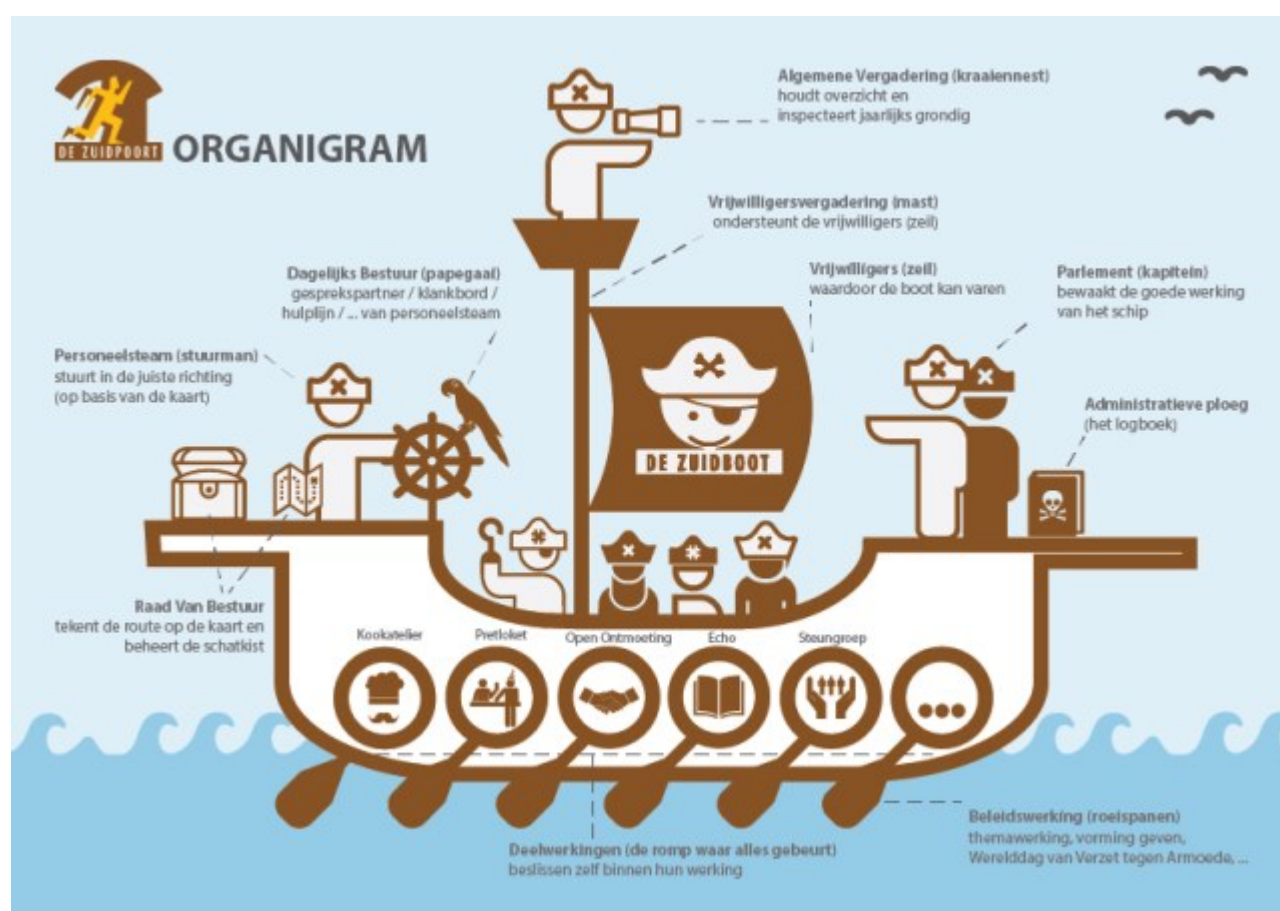 DE ZUIDPOORT
ORGANIGRAM
Algemene Vergadering (kraaiennest)
houdt overzicht en
inspecteert jaarlijks grondig
Vrijwilligersvergadering (mast)
ondersteunt de vrijwilligers (zeil)
Dagelijks Bestuur (papegaai)
gesprekspartner / klankbord /
hulplijn / ... van personeelsteam
Vrijwilligers (zeil)
waardoor de boot kan varen
Parlement (kapitein)
bewaakt de goede werking
van het schip
Personeelsteam (stuurman)
stuurt in de juiste richting
(op basis van de kaart)
Administratieve ploeg
(het logboek)
DE ZUIDBOOT
Raad Van Bestuur
tekent de route op de kaart en
beheert de schatkist
Kookatelier
Pretloket
Open Ontmoeting
Echo
Steungroep
Beleidswerking (roeispanen)
themawerking, vorming geven,
Werelddag van Verzet tegen Armoede, ...
Deelwerkingen (de romp waar alles gebeurt)
beslissen zelf binnen hun werking